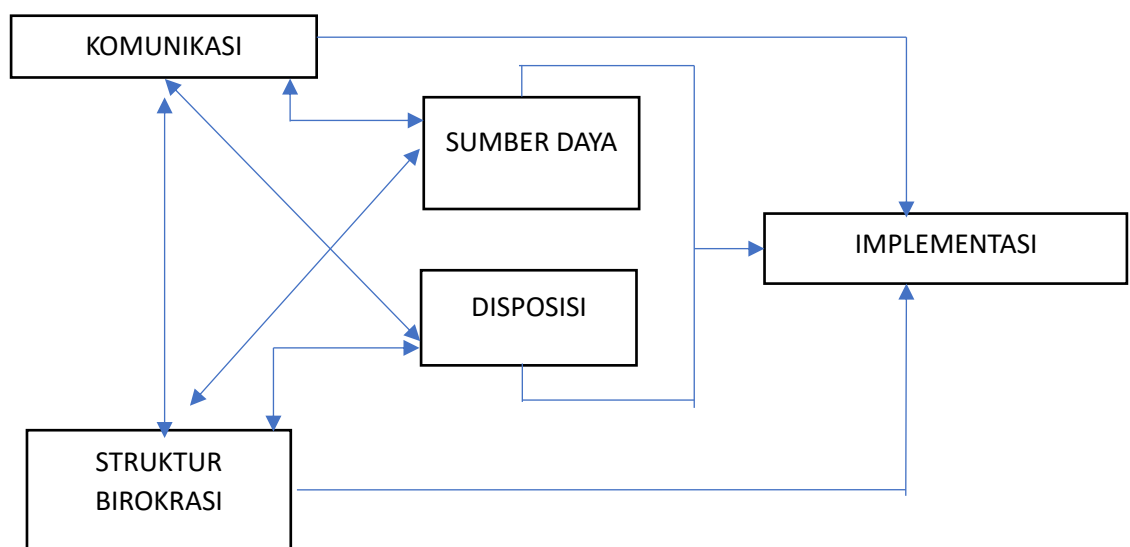 KOMUNIKASI
SUMBER DAYA
IMPLEMENTASI
DISPOSISI
STRUKTUR
BIROKRASI